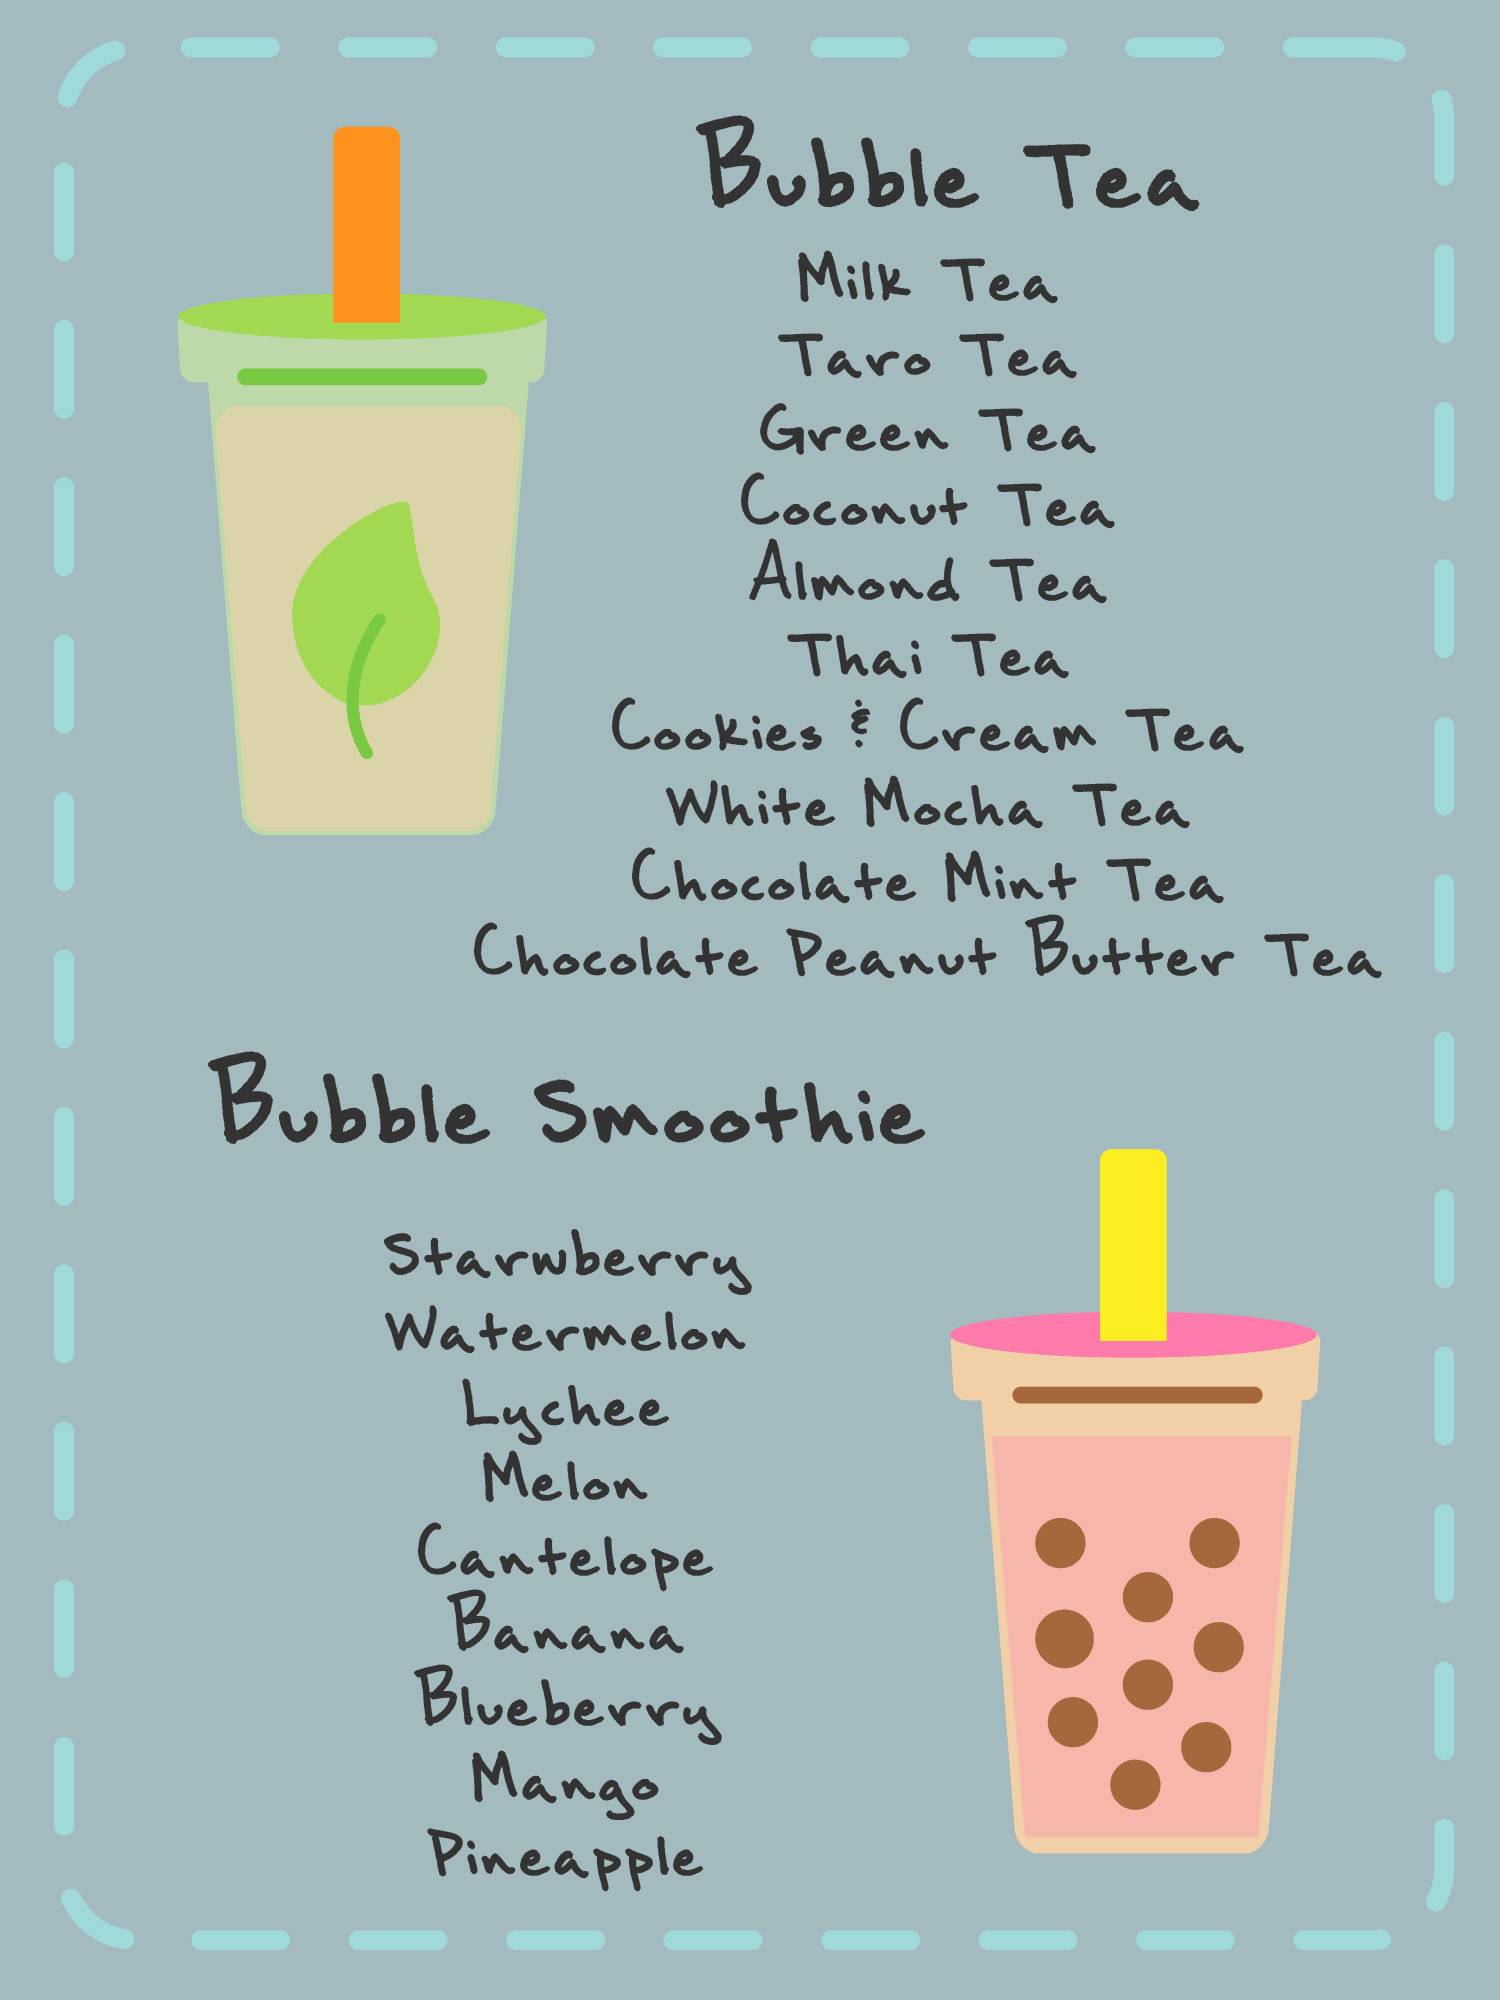 Bubble Tea
Milk Tea
Taro Tea
Green Tea
Coconut Tea
Almond Tea
Thai Tea
Cookies & Cream Tea
White Mocha Tea
Chocolate Mint Tea
Chocolate Peanut Butter Tea
Bubble Smoothie
Starwberry
Watermelon
Lychee
Melon
Cantelope
Banana
Blueberry
Mango
Pineapple